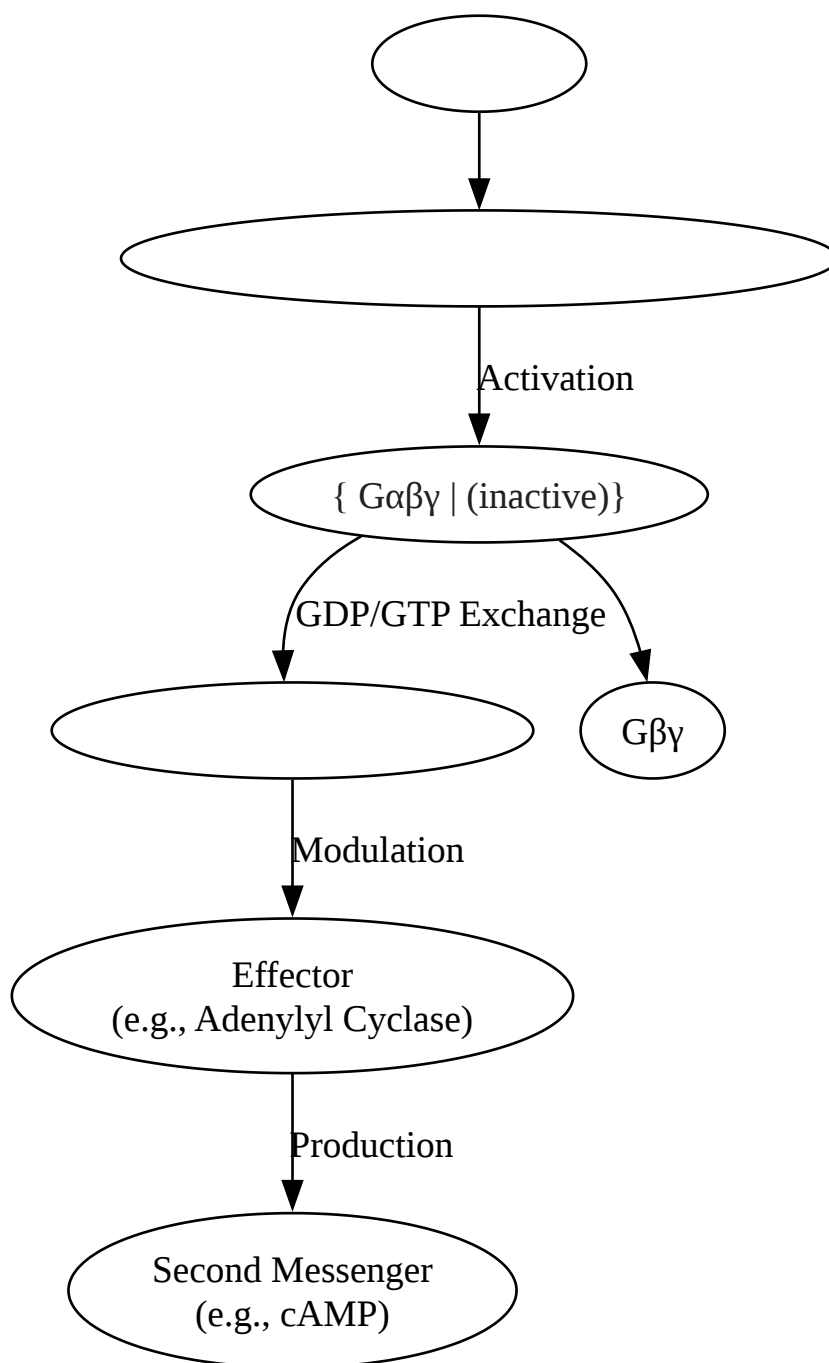 Activation
{ Gαβγ | (inactive)}
GDP/GTP Exchange
Gβγ
Modulation
Effector
(e.g., Adenylyl Cyclase)
Production
Second Messenger
(e.g., cAMP)